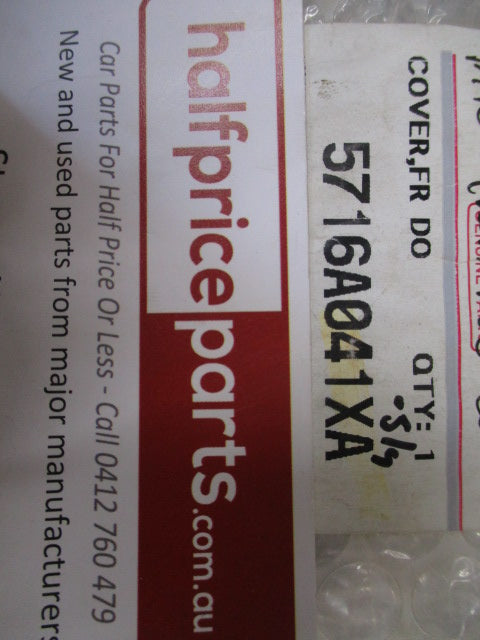 GENUINE
COVER,FR DO QTY: 1
5716A041XA
halfpriceparts.com.au
Car Parts For Half Price Or Less - Call 0412 760 479
New and used parts from major manufacturers